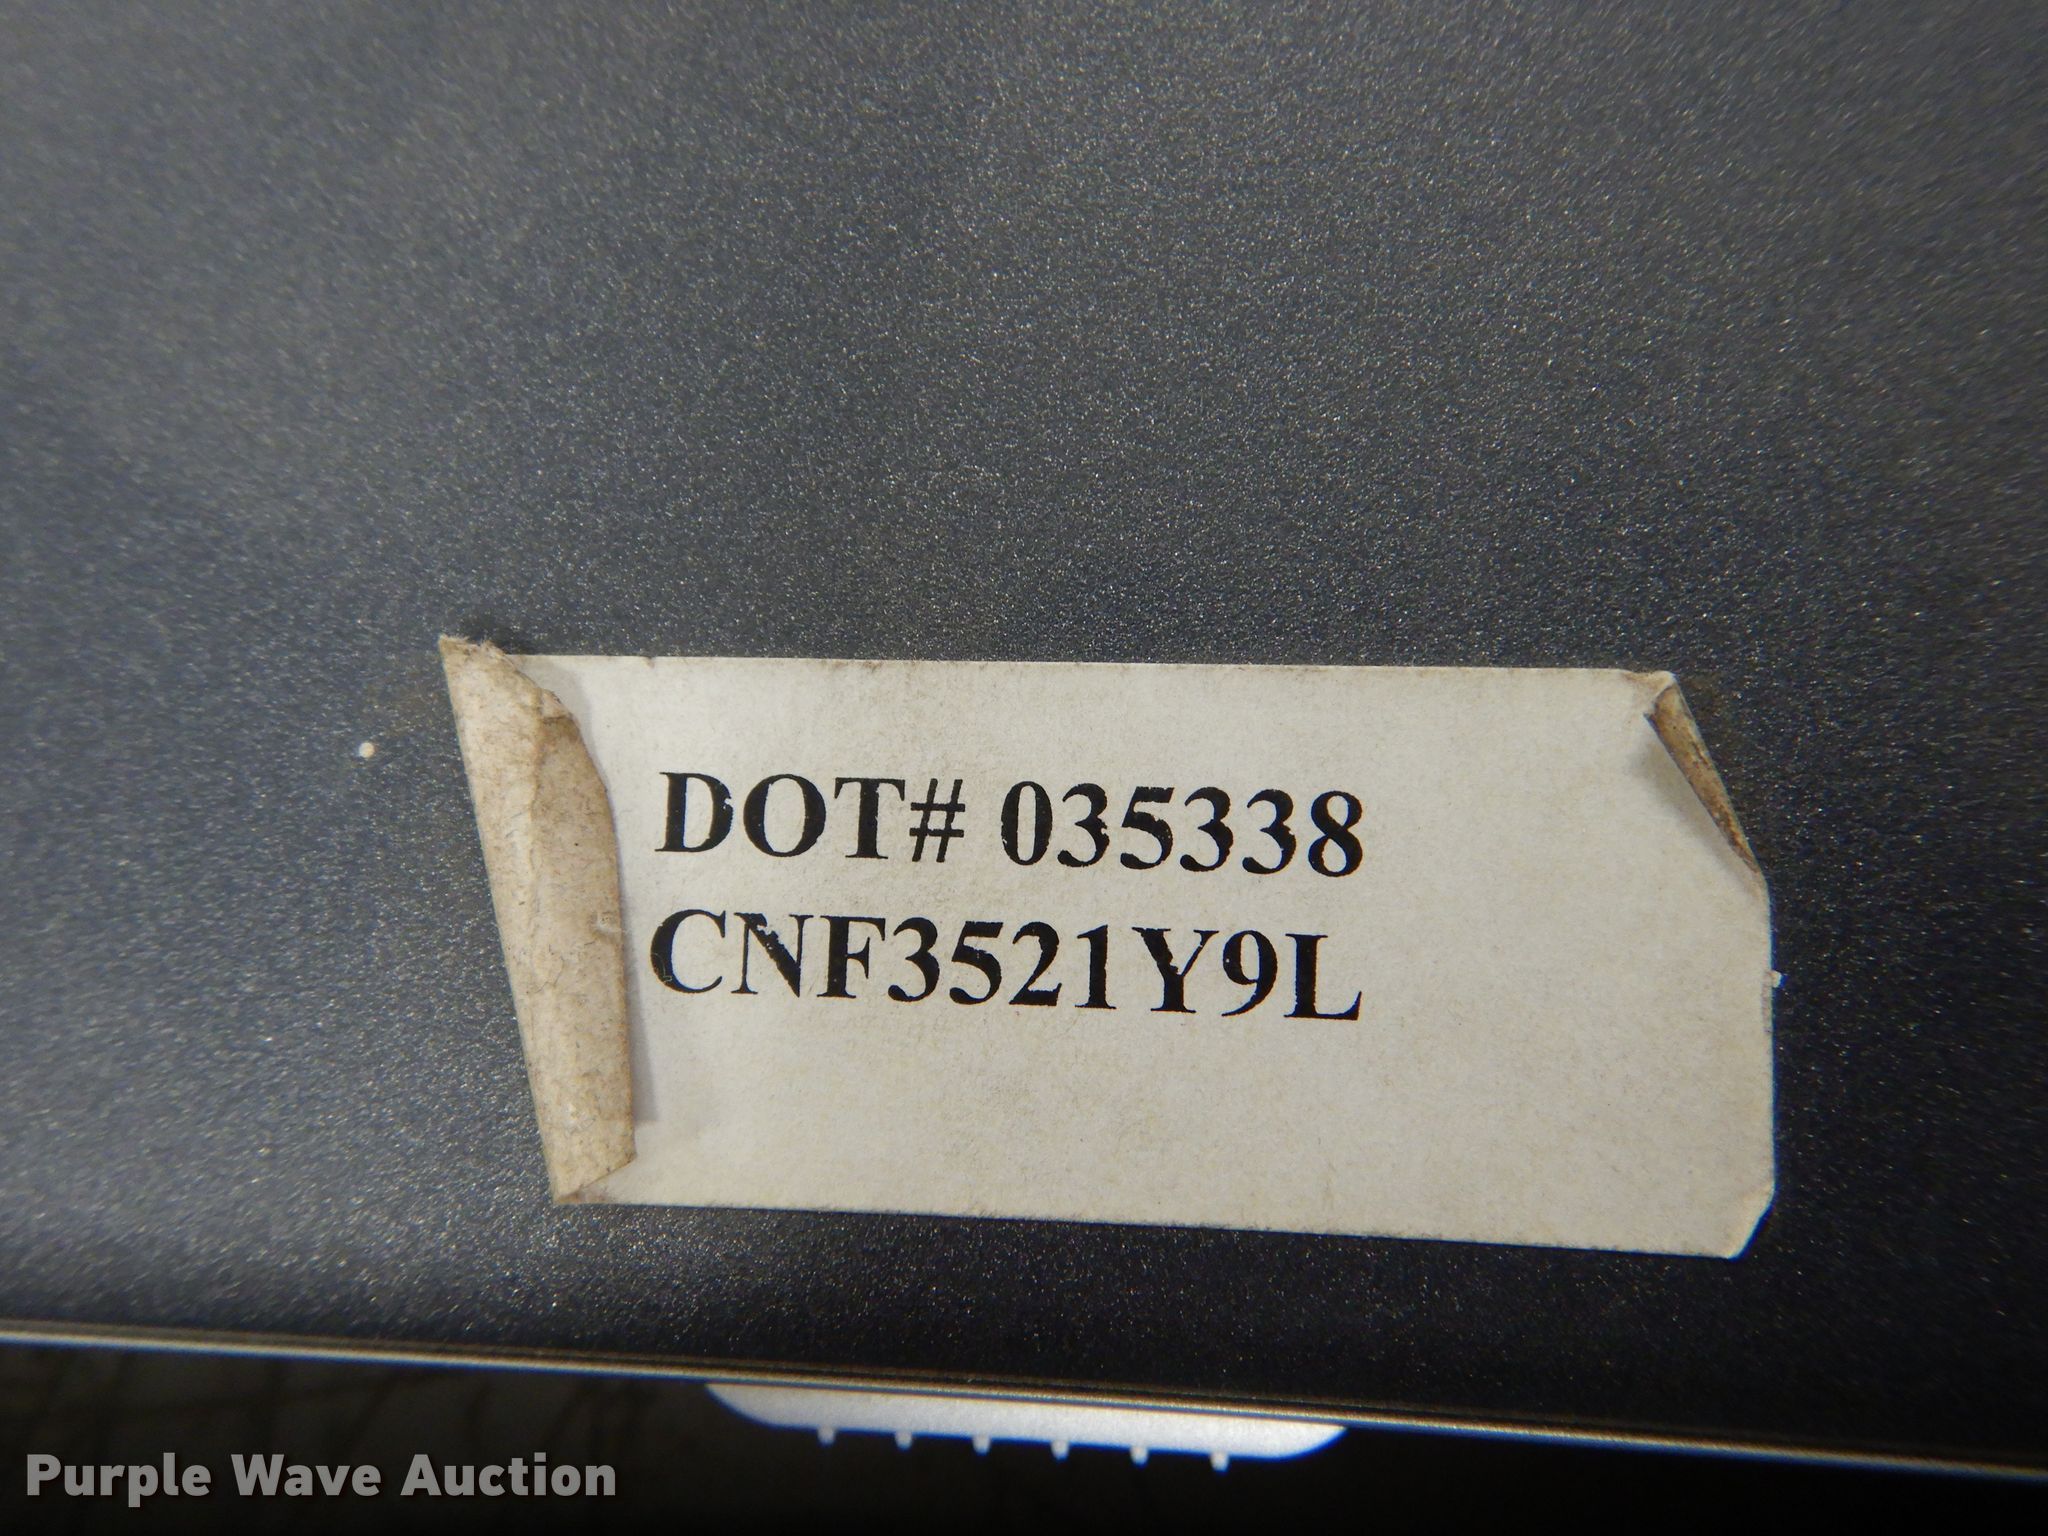 DOT# 035338
CNF3521Y9L
Purple Wave Auction